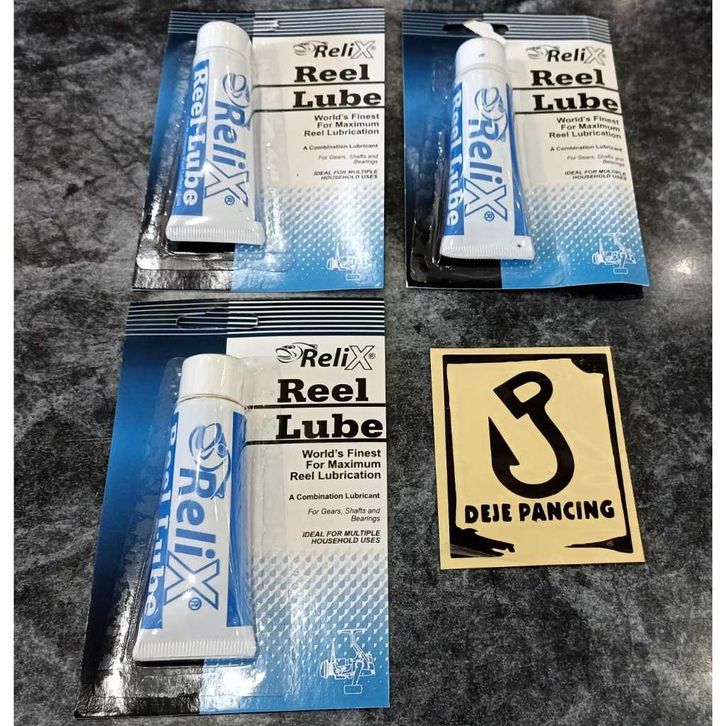 ReliX®
Reel
Lube
World's Finest
For Maximum
Reel Lubrication
A Combination Lubricant
For Gears, Shafts and
Bearings
IDEAL FOR MULTIPLE
HOUSEHOLD USES
ReliX®
Reel Lube
ReliX
Reel
Lube
World's Finest
For Maximum
Reel Lubrication
A Combination Lubricant
For Gears, Shafts and
Bearings
IDEAL FOR MULTIPLE
HOUSEHOLD USES
ReliX®
Reel Lube
ReliX®
Reel
Lube
World's Finest
For Maximum
Reel Lubrication
A Combination Lubricant
For Gears, Shafts and
Bearings
IDEAL FOR MULTIPLE
HOUSEHOLD USES
ReliX®
Reel Lube
DEJE PANCING